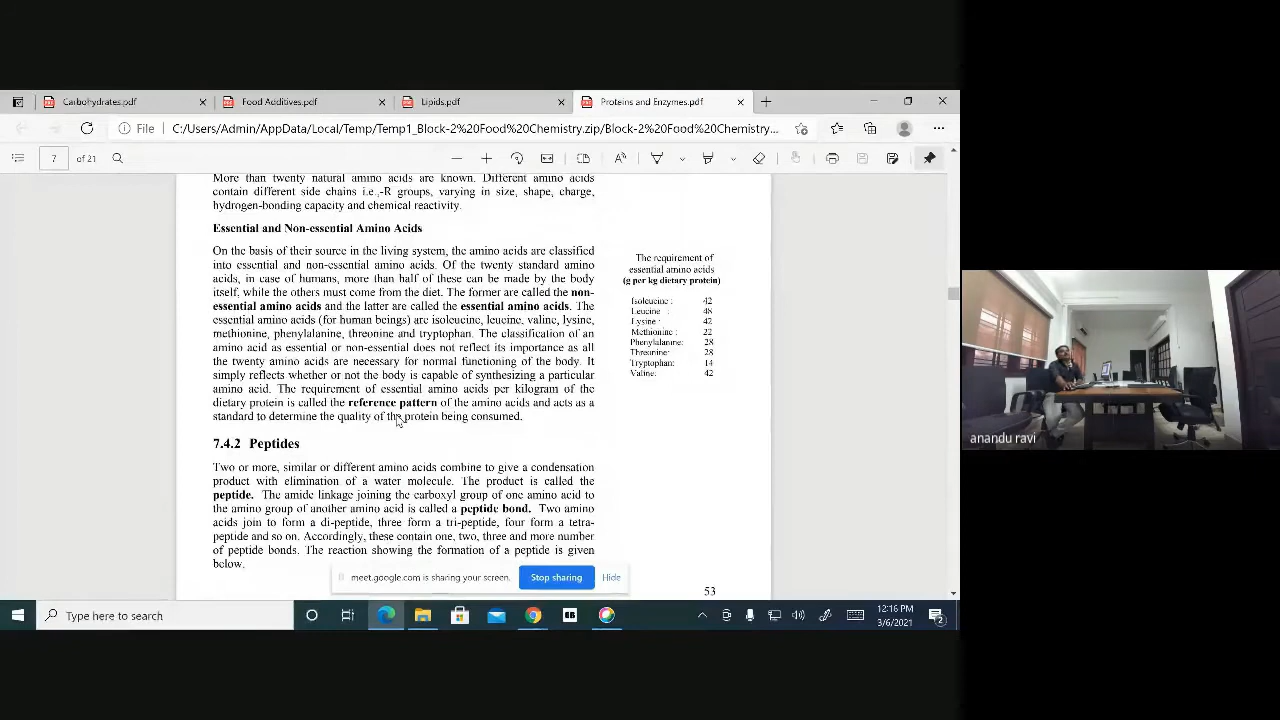 Carbohydrates.pdf
Food Additives.pdf
Lipids.pdf
Proteins and Enzymes.pdf
File
C:/Users/Admin/AppData/Local/Temp/Temp1_Block-2%20Food%20Chemistry.zip/Block-2%20Food%20Chemistry...
7 of 21
More than twenty natural amino acids are known. Different amino acids
contain different side chains i.e.,-R groups, varying in size, shape, charge,
hydrogen-bonding capacity and chemical reactivity.
Essential and Non-essential Amino Acids
On the basis of their source in the living system, the amino acids are classified
into essential and non-essential amino acids. Of the twenty standard amino
acids, in case of humans, more than half of these can be made by the body
itself, while the others must come from the diet. The former are called the non-
essential amino acids and the latter are called the essential amino acids. The
essential amino acids (for human beings) are isoleucine, leucine, valine, lysine,
methionine, phenylalanine, threonine and tryptophan. The classification of an
amino acid as essential or non-essential does not reflect its importance as all
the twenty amino acids are necessary for normal functioning of the body. It
simply reflects whether or not the body is capable of synthesizing a particular
amino acid. The requirement of essential amino acids per kilogram of the
dietary protein is called the reference pattern of the amino acids and acts as a
standard to determine the quality of the protein being consumed.
The requirement of
essential amino acids
(g per kg dietary protein)
Isoleucine : 42
Leucine : 48
Lysine : 42
Methionine : 22
Phenylalanine: 28
Threonine: 28
Tryptophan: 14
Valine: 42
7.4.2 Peptides
Two or more, similar or different amino acids combine to give a condensation
product with elimination of a water molecule. The product is called the
peptide. The amide linkage joining the carboxyl group of one amino acid to
the amino group of another amino acid is called a peptide bond. Two amino
acids join to form a di-peptide, three form a tri-peptide, four form a tetra-
peptide and so on. Accordingly, these contain one, two, three and more number
of peptide bonds. The reaction showing the formation of a peptide is given
below.
53
meet.google.com is sharing your screen.
Stop sharing
Hide
Type here to search
12:16 PM
3/6/2021
2
anandu ravi